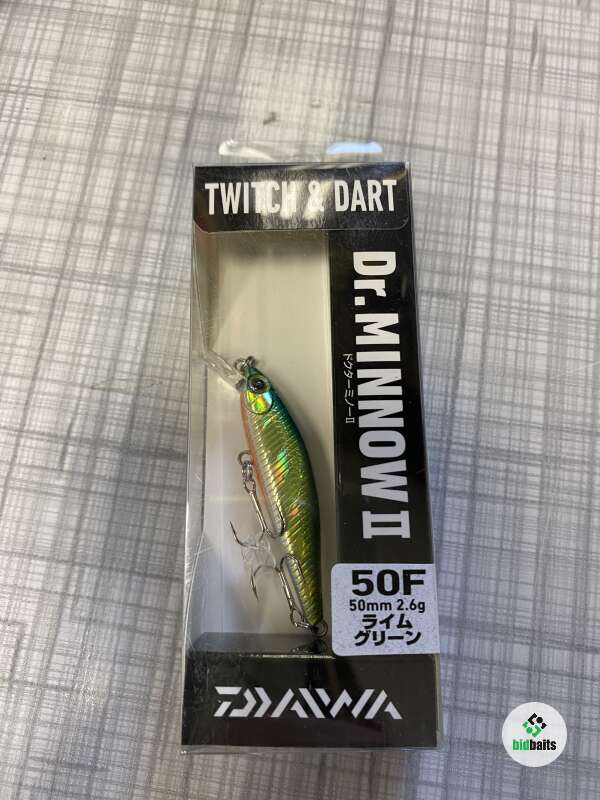 TWITCH & DART
Dr.MINNOW II
ドクターミノーII
50F
50mm 2.6g
ライム
グリーン
DAIWA
bidbaits